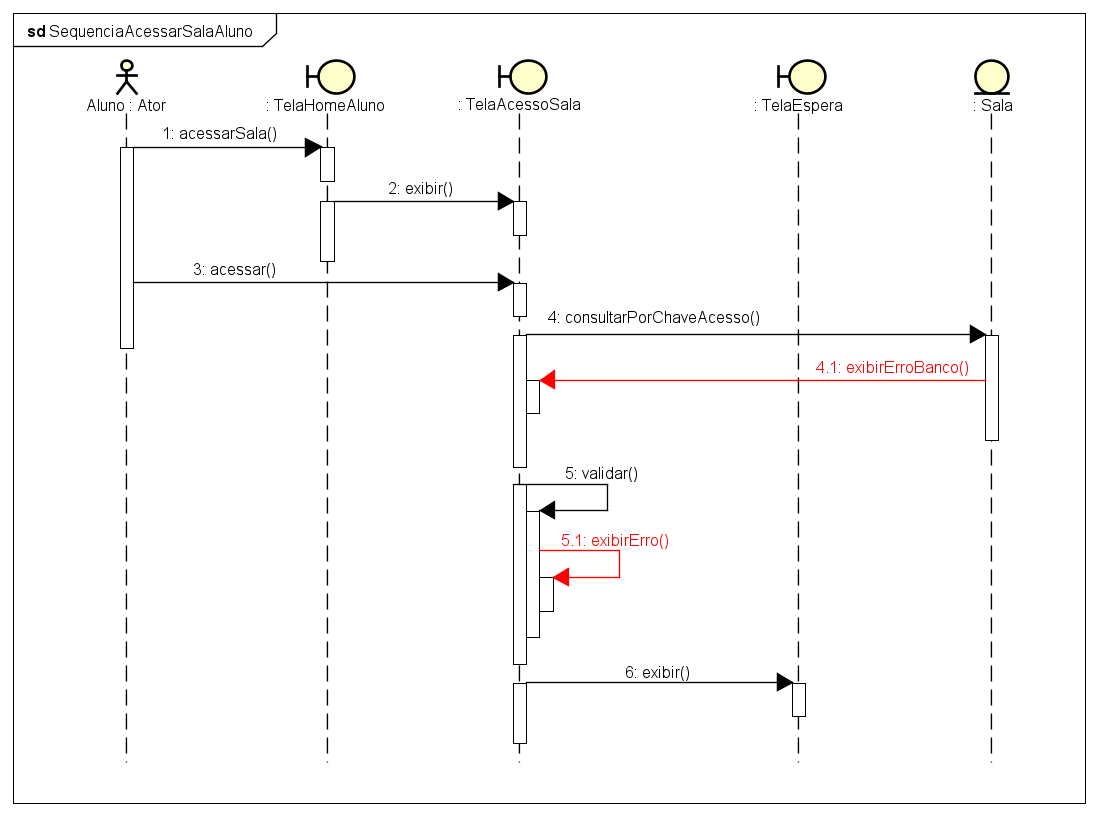 sd SequenciaAcessarSalaAluno
Aluno : Ator
: TelaHomeAluno
: TelaAcessoSala
: TelaEspera
: Sala
1: acessarSala()
2: exibir()
3: acessar()
4: consultarPorChaveAcesso()
4.1: exibirErroBanco()
5: validar()
5.1: exibirErro()
6: exibir()